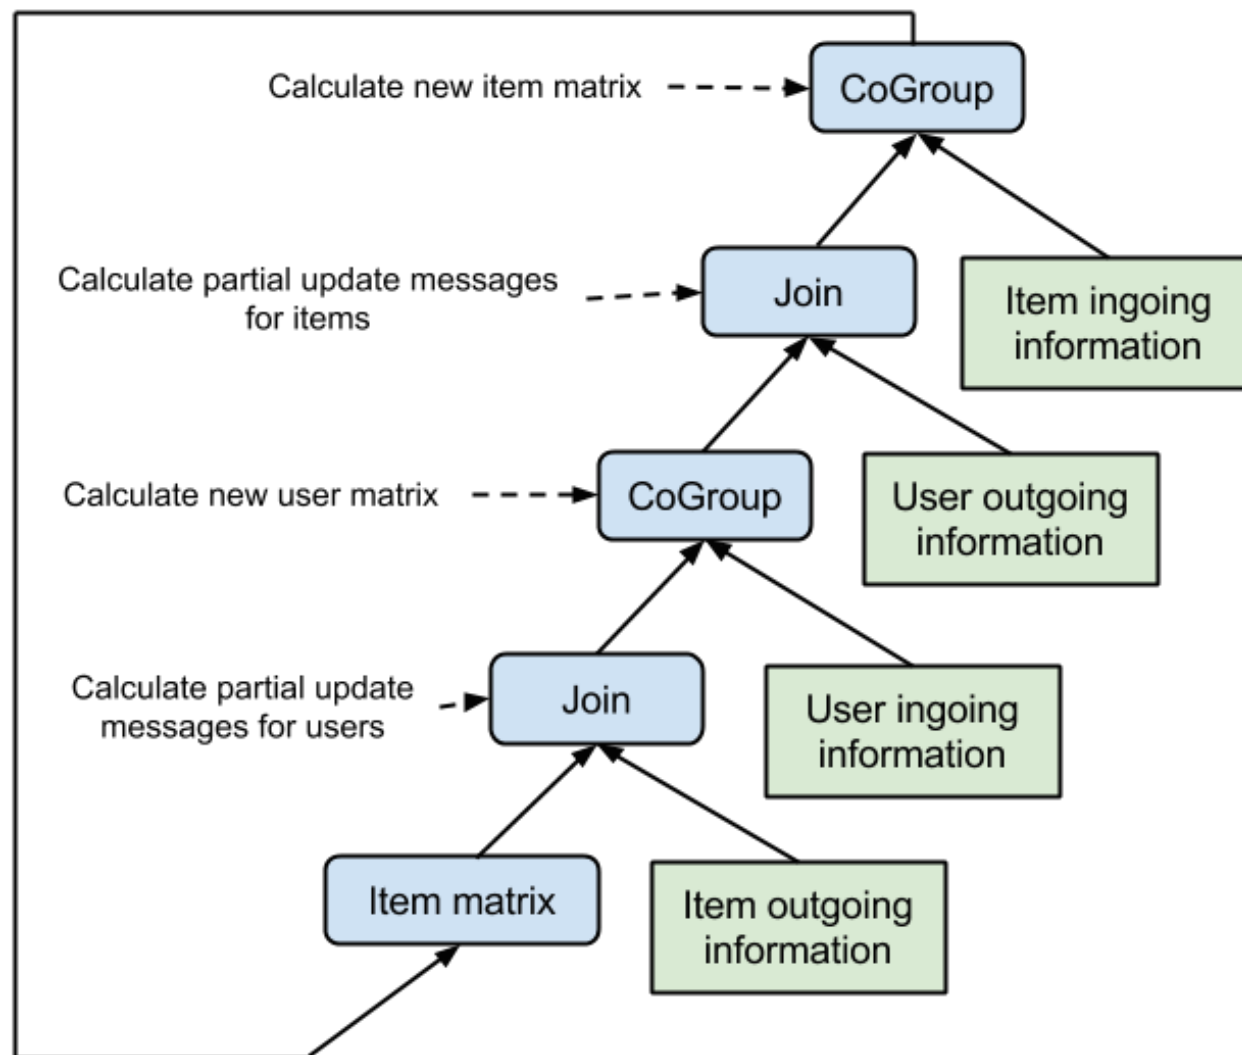 Calculate new item matrix
CoGroup
Calculate partial update messages
for items
Join
Item ingoing
information
Calculate new user matrix
CoGroup
User outgoing
information
Calculate partial update
messages for users
Join
User ingoing
information
Item matrix
Item outgoing
information